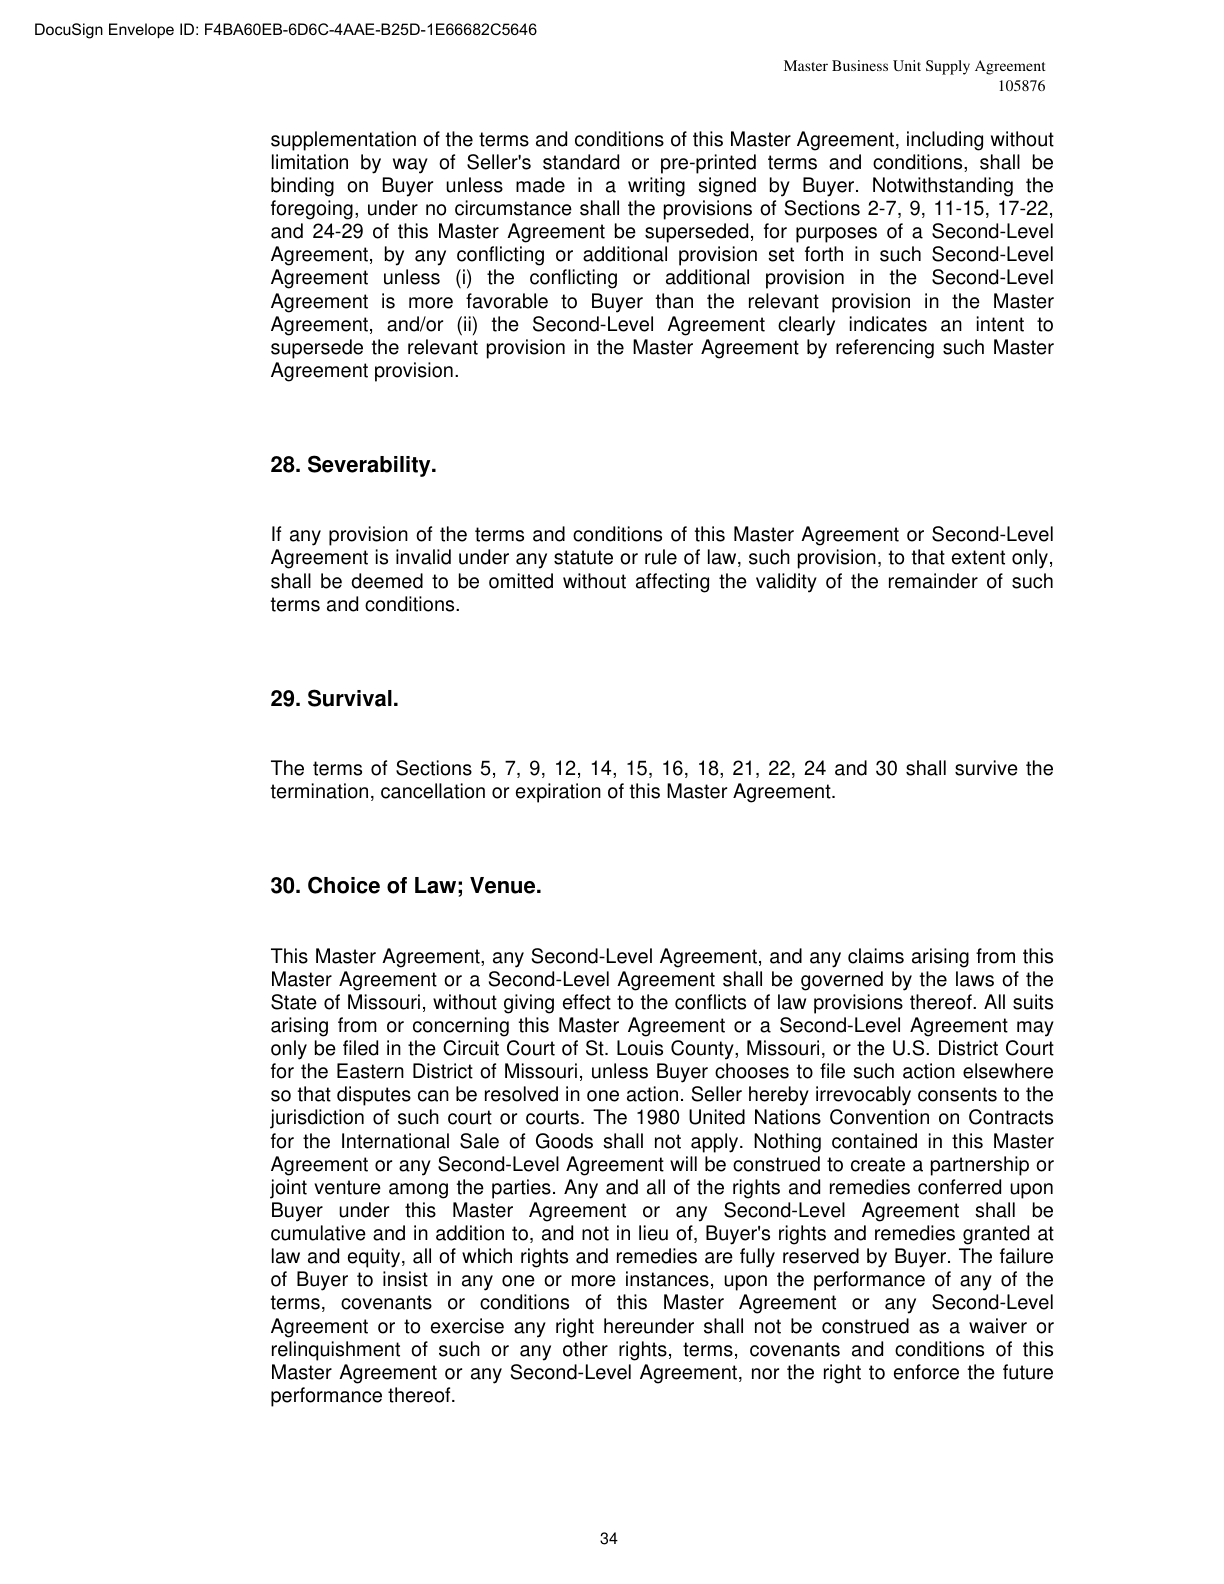 DocuSign Envelope ID: F4BA60EB-6D6C-4AAE-B25D-1E66682C5646
Master Business Unit Supply Agreement
105876
supplementation of the terms and conditions of this Master Agreement, including without
limitation by way of Seller's standard or pre-printed terms and conditions, shall be
binding on Buyer unless made in a writing signed by Buyer. Notwithstanding the
foregoing, under no circumstance shall the provisions of Sections 2-7, 9, 11-15, 17-22,
and 24-29 of this Master Agreement be superseded, for purposes of a Second-Level
Agreement, by any conflicting or additional provision set forth in such Second-Level
Agreement unless (i) the conflicting or additional provision in the Second-Level
Agreement is more favorable to Buyer than the relevant provision in the Master
Agreement, and/or (ii) the Second-Level Agreement clearly indicates an intent to
supersede the relevant provision in the Master Agreement by referencing such Master
Agreement provision.
28. Severability.
If any provision of the terms and conditions of this Master Agreement or Second-Level
Agreement is invalid under any statute or rule of law, such provision, to that extent only,
shall be deemed to be omitted without affecting the validity of the remainder of such
terms and conditions.
29. Survival.
The terms of Sections 5, 7, 9, 12, 14, 15, 16, 18, 21, 22, 24 and 30 shall survive the
termination, cancellation or expiration of this Master Agreement.
30. Choice of Law; Venue.
This Master Agreement, any Second-Level Agreement, and any claims arising from this
Master Agreement or a Second-Level Agreement shall be governed by the laws of the
State of Missouri, without giving effect to the conflicts of law provisions thereof. All suits
arising from or concerning this Master Agreement or a Second-Level Agreement may
only be filed in the Circuit Court of St. Louis County, Missouri, or the U.S. District Court
for the Eastern District of Missouri, unless Buyer chooses to file such action elsewhere
so that disputes can be resolved in one action. Seller hereby irrevocably consents to the
jurisdiction of such court or courts. The 1980 United Nations Convention on Contracts
for the International Sale of Goods shall not apply. Nothing contained in this Master
Agreement or any Second-Level Agreement will be construed to create a partnership or
joint venture among the parties. Any and all of the rights and remedies conferred upon
Buyer under this Master Agreement or any Second-Level Agreement shall be
cumulative and in addition to, and not in lieu of, Buyer's rights and remedies granted at
law and equity, all of which rights and remedies are fully reserved by Buyer. The failure
of Buyer to insist in any one or more instances, upon the performance of any of the
terms, covenants or conditions of this Master Agreement or any Second-Level
Agreement or to exercise any right hereunder shall not be construed as a waiver or
relinquishment of such or any other rights, terms, covenants and conditions of this
Master Agreement or any Second-Level Agreement, nor the right to enforce the future
performance thereof.
34